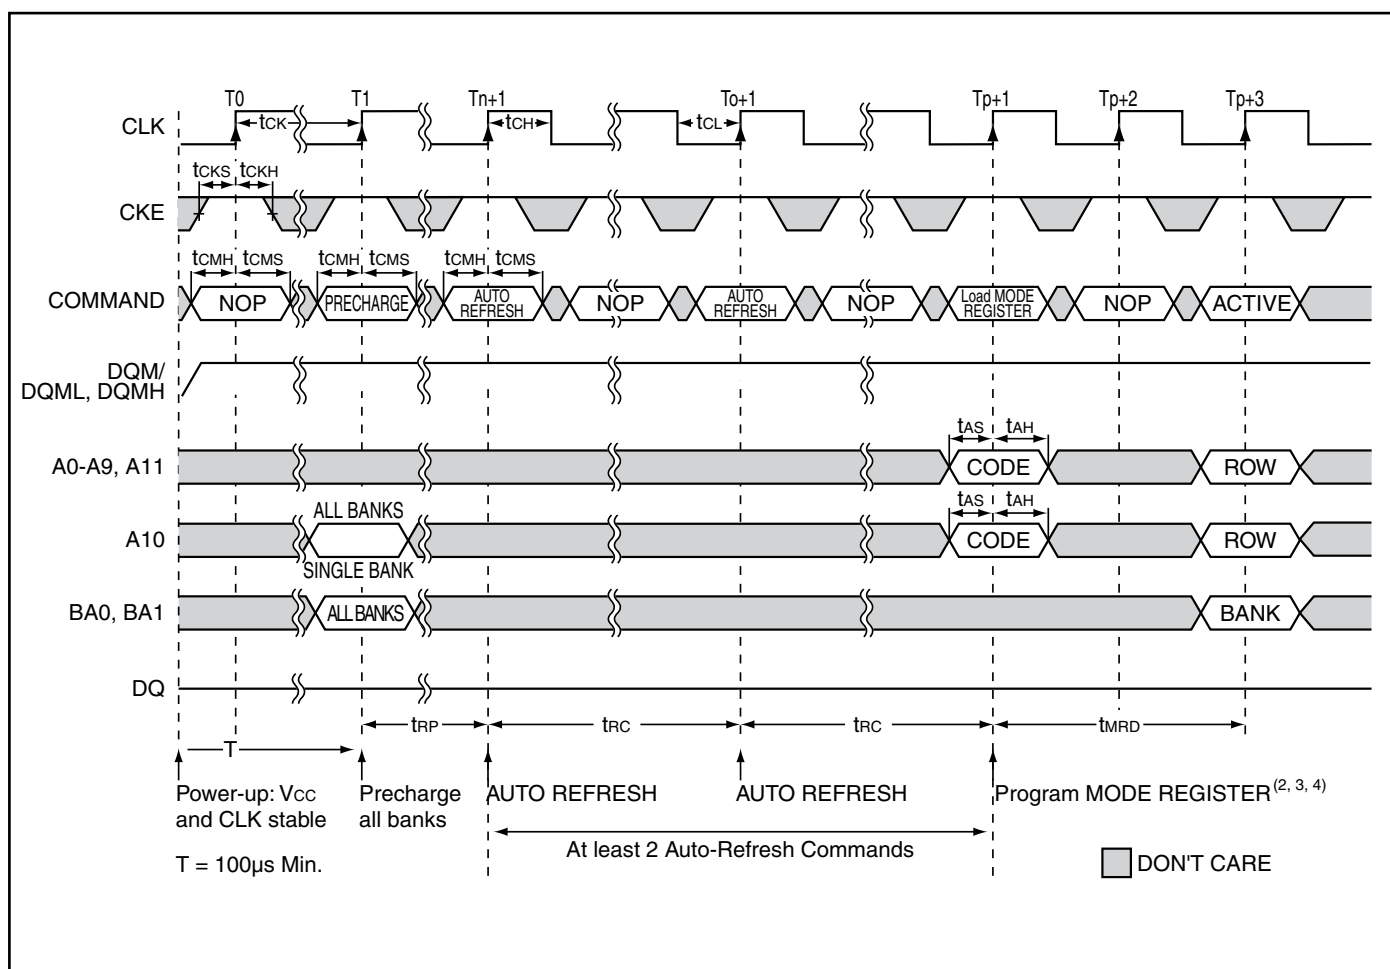 T0 T1 Tn+1 To+1 Tp+1 Tp+2 Tp+3
CLK tCK tCH tCL
tCKS tCKH
CKE
tCMH tCMS tCMH tCMS tCMH tCMS
COMMAND NOP PRECHARGE AUTO REFRESH NOP AUTO REFRESH NOP Load MODE REGISTER NOP ACTIVE
DQM/
DQML, DQMH
tAS tAH
A0-A9, A11 CODE ROW
ALL BANKS tAS tAH
A10 CODE ROW
SINGLE BANK
BA0, BA1 ALL BANKS BANK
DQ
tRP tRC tRC tMRD
T
Power-up: VCC
and CLK stable
Precharge
all banks
AUTO REFRESH
AUTO REFRESH
Program MODE REGISTER(2, 3, 4)
At least 2 Auto-Refresh Commands
T = 100µs Min.
DON'T CARE